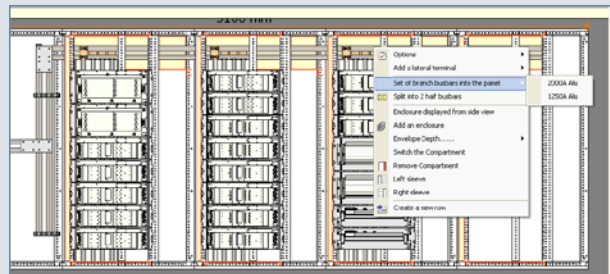 5100 mm
Options
Add a lateral terminal
Set of branch busbars into the panel
2000A Alu
1250A Alu
Split into 2 half busbars
Enclosure displayed from side view
Add an enclosure
Envelope Depth......
Switch the Compartment
Remove Compartment
Left sleeve
Right sleeve
Create a new row